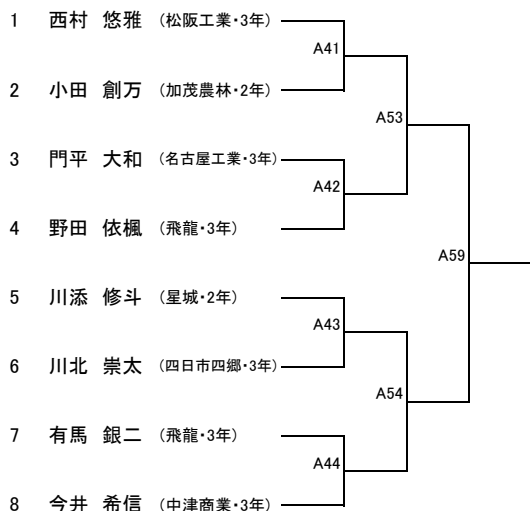 1 西村 悠雅 (松阪工業・3年)
A41
2 小田 創万 (加茂農林・2年)
A53
3 門平 大和 (名古屋工業・3年)
A42
4 野田 依楓 (飛龍・3年)
A59
5 川添 修斗 (星城・2年)
A43
6 川北 崇太 (四日市四郷・3年)
A54
7 有馬 銀二 (飛龍・3年)
A44
8 今井 希信 (中津商業・3年)